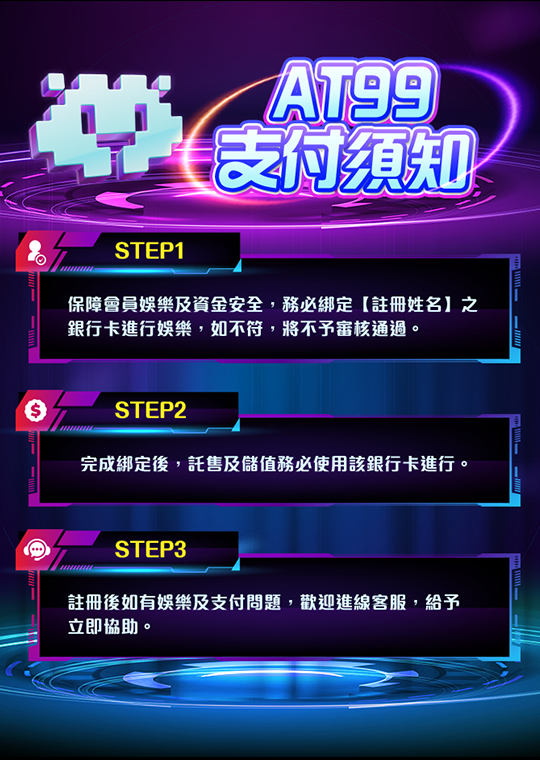 AT99
支付須知
STEP1
保障會員娛樂及資金安全，務必綁定【註冊姓名】之
銀行卡進行娛樂，如不符，將不予審核通過。
STEP2
完成綁定後，託售及儲值務必使用該銀行卡進行。
STEP3
註冊後如有娛樂及支付問題，歡迎進線客服，給予
立即協助。